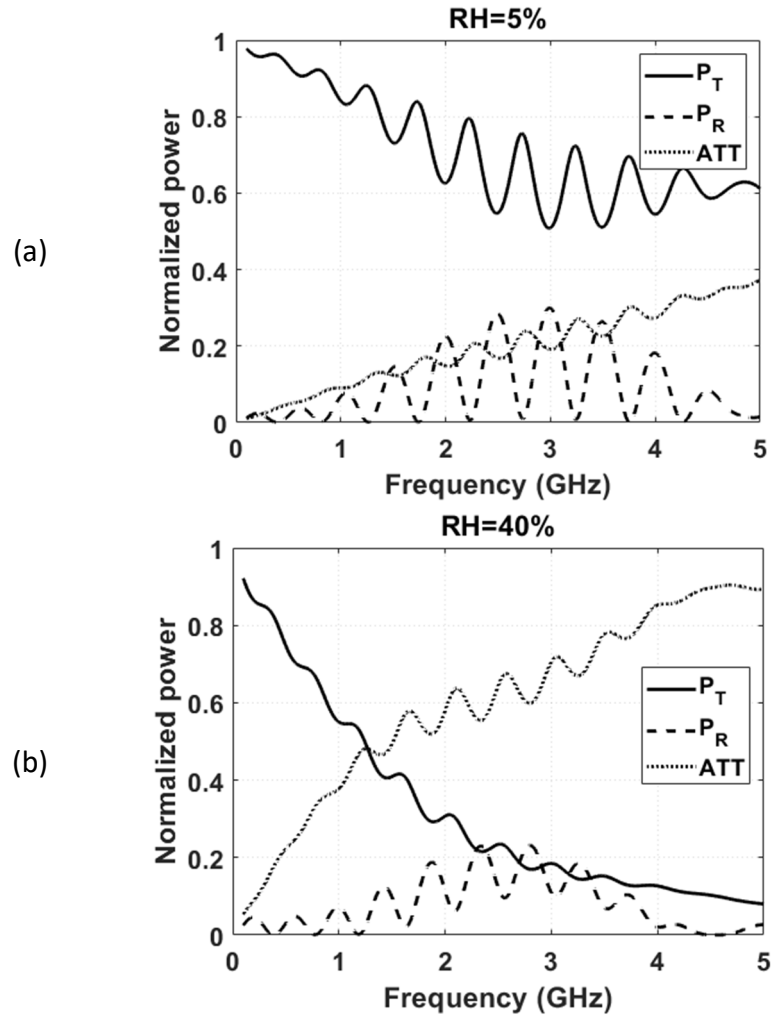 (a)
RH=5%
Normalized power
1
0.8
0.6
0.4
0.2
0
0 1 2 3 4 5
Frequency (GHz)
P_T
P_R
ATT
(b)
RH=40%
Normalized power
1
0.8
0.6
0.4
0.2
0
0 1 2 3 4 5
Frequency (GHz)
P_T
P_R
ATT